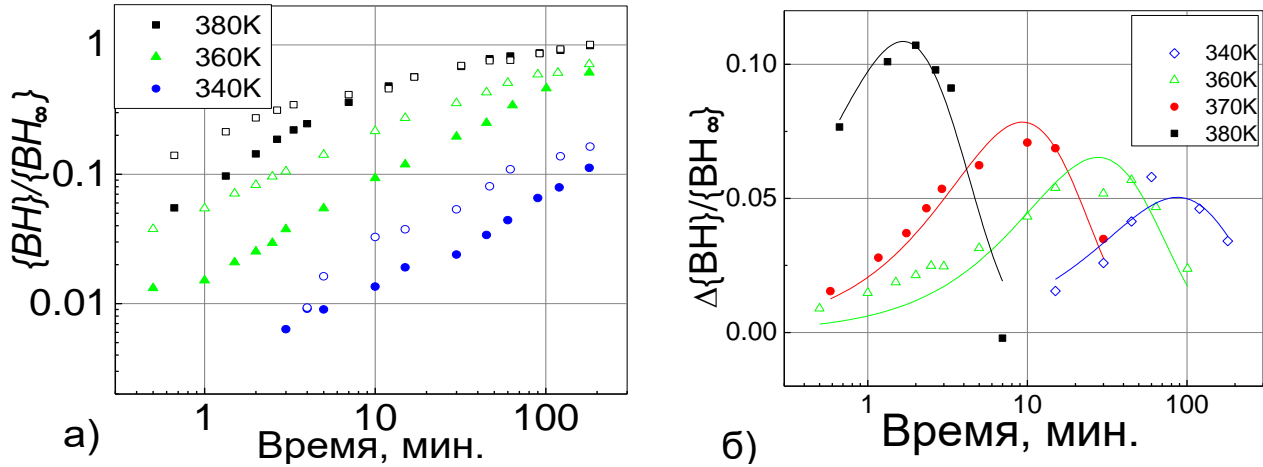 {BH}/{BH∞}
1
0.1
0.01
380K
360K
340K
1
10
100
Время, мин.
а)
Δ{BH}/{BH∞}
0.10
0.05
0.00
340K
360K
370K
380K
1
10
100
Время, мин.
б)